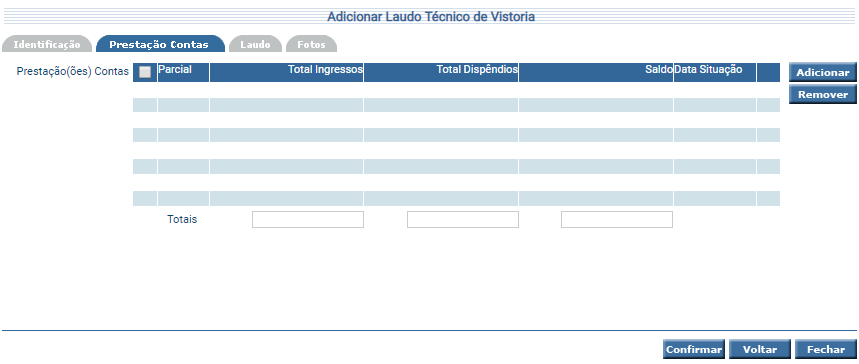 Adicionar Laudo Técnico de Vistoria
Identificação Prestação Contas Laudo Fotos
Prestação(ões) Contas Parcial Total Ingressos Total Dispêndios Saldo Data Situação Adicionar
Remover
Totais
Confirmar Voltar Fechar